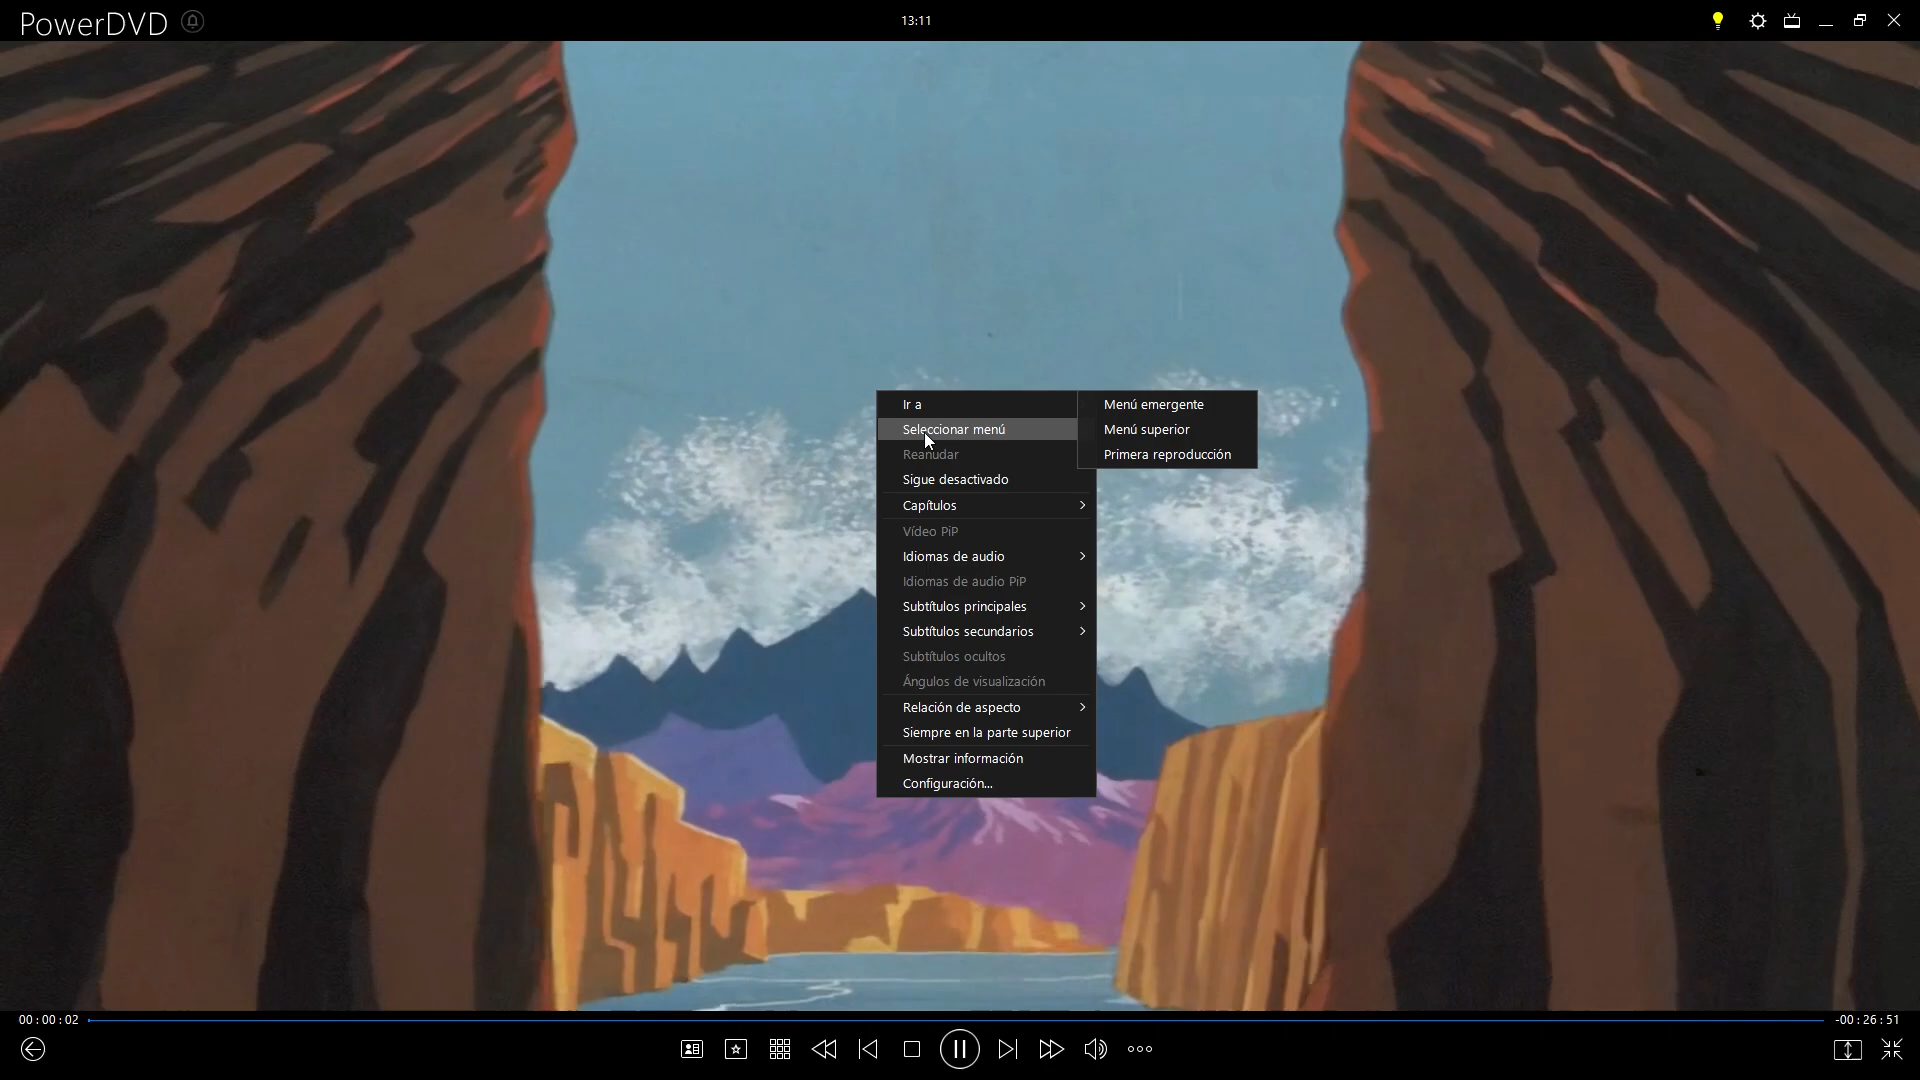 PowerDVD
13:11
Ir a
Menú emergente
Seleccionar menú
Menú superior
Reanudar
Primera reproducción
Sigue desactivado
Capítulos
Vídeo PiP
Idiomas de audio
Idiomas de audio PiP
Subtítulos principales
Subtítulos secundarios
Subtítulos ocultos
Ángulos de visualización
Relación de aspecto
Siempre en la parte superior
Mostrar información
Configuración...
00:00:02
-00:26:51